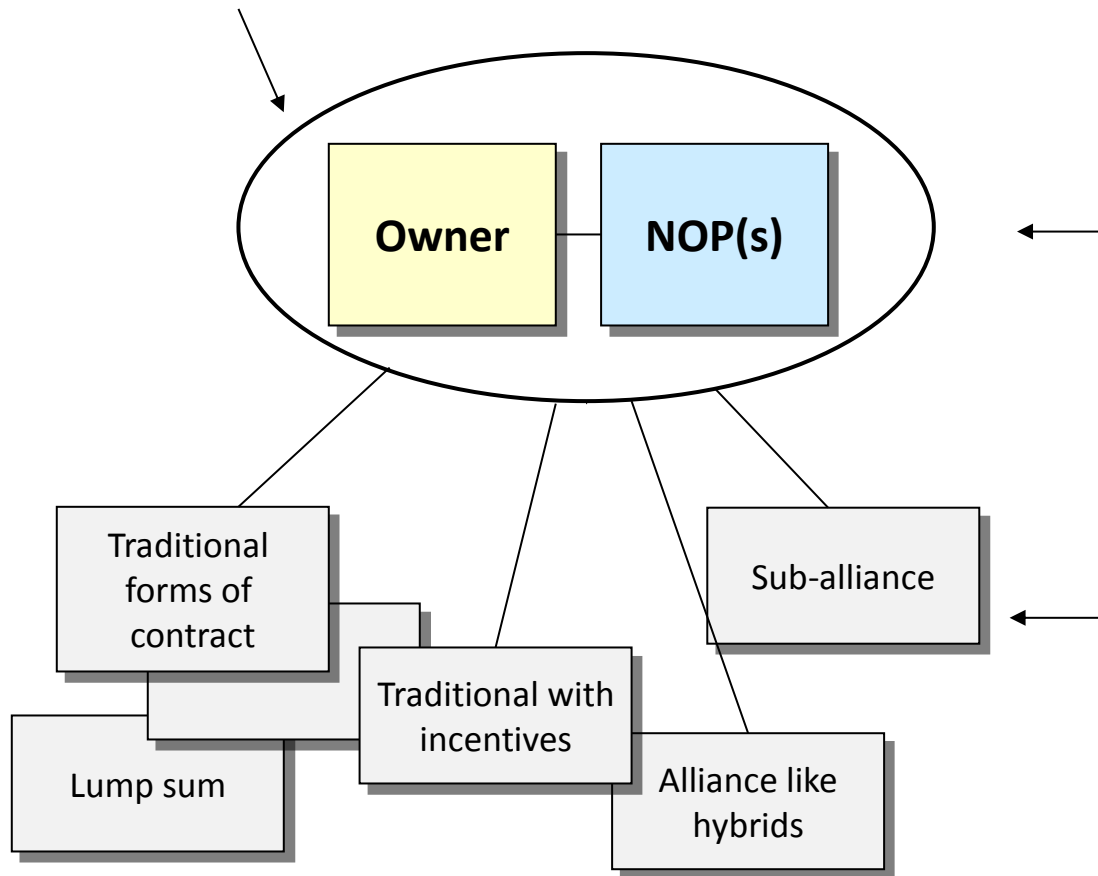 Owner
NOP(s)
Traditional
forms of
contract
Sub-alliance
Traditional with
incentives
Lump sum
Alliance like
hybrids